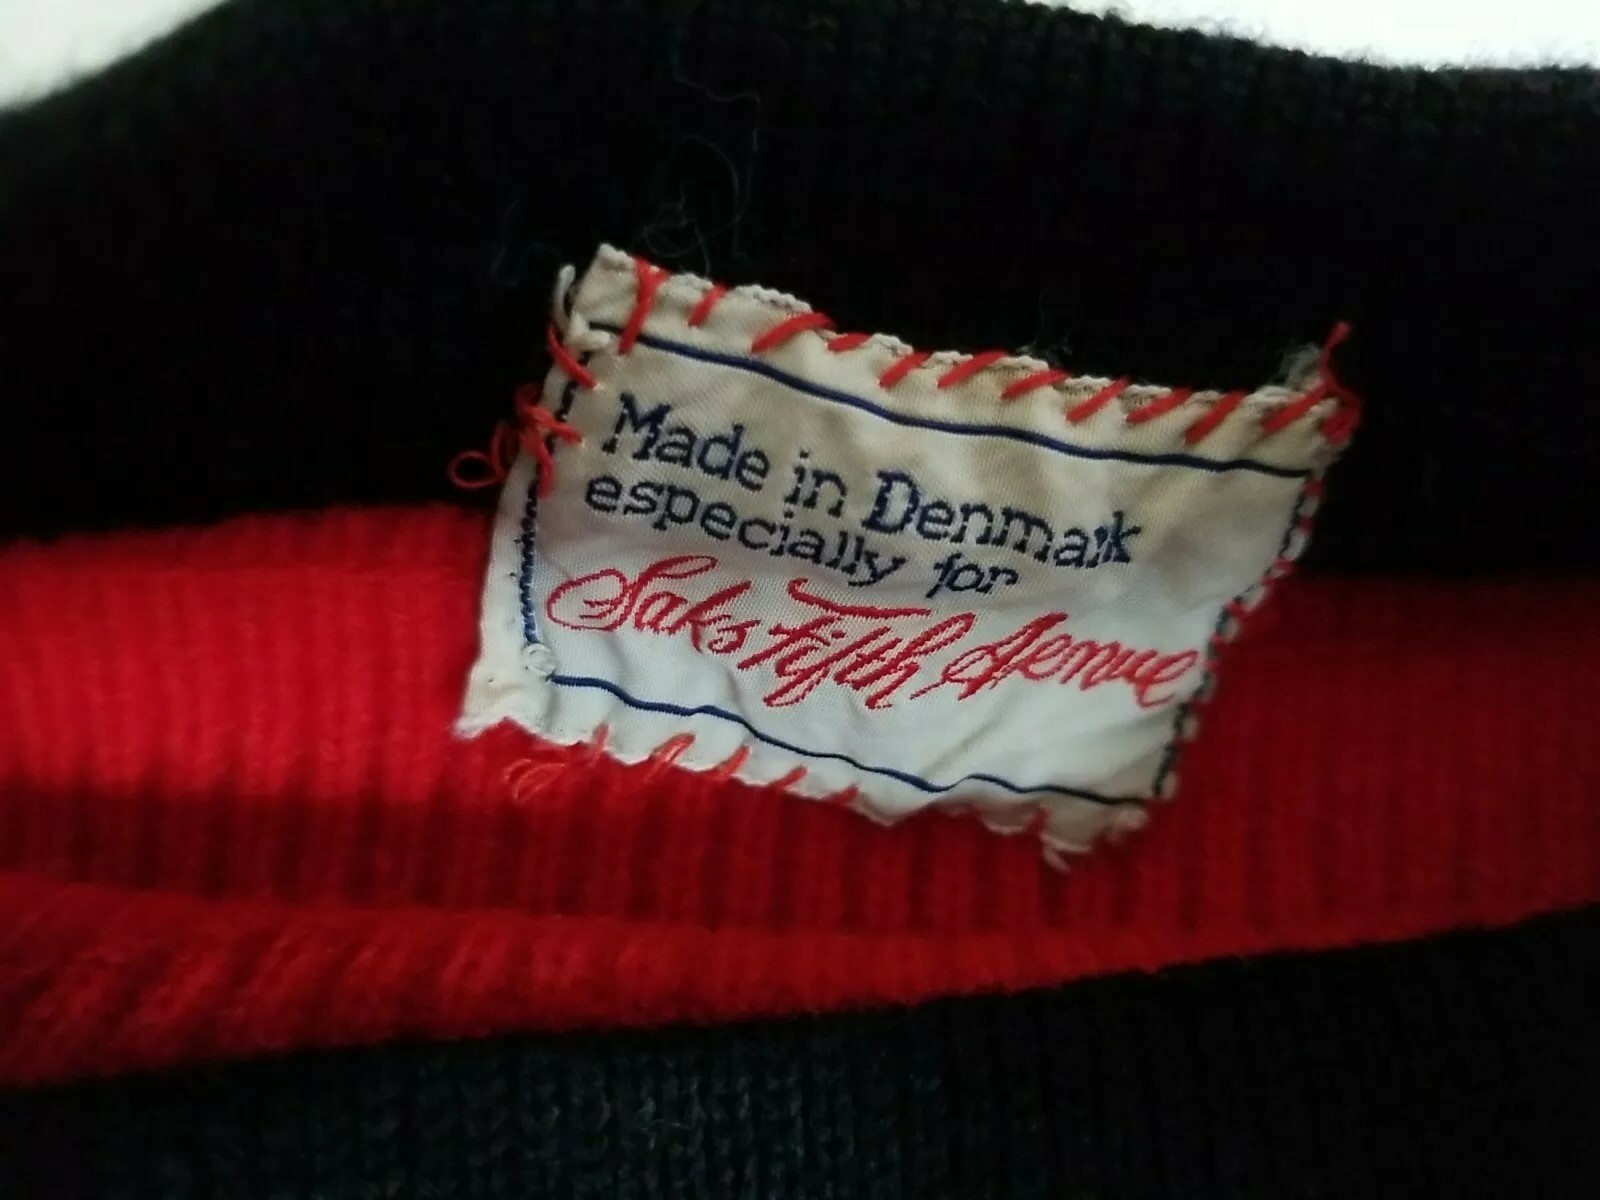 Made in Denmark
especially for
Saks Fifth Avenue